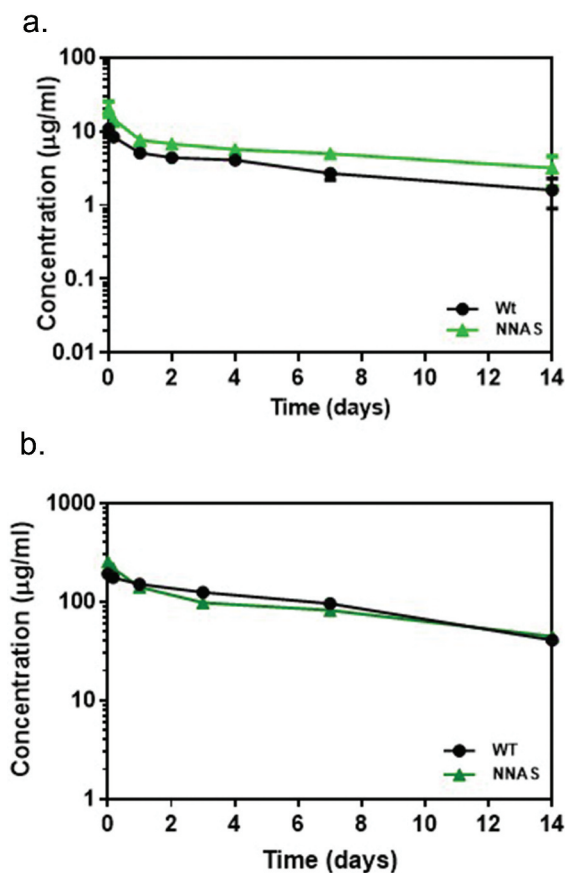 a.
100
10
1
0.1
0.01
Concentration (µg/ml)
Wt
NNAS
0 2 4 6 8 10 12 14
Time (days)
b.
1000
100
10
1
Concentration (µg/ml)
WT
NNAS
0 2 4 6 8 10 12 14
Time (days)